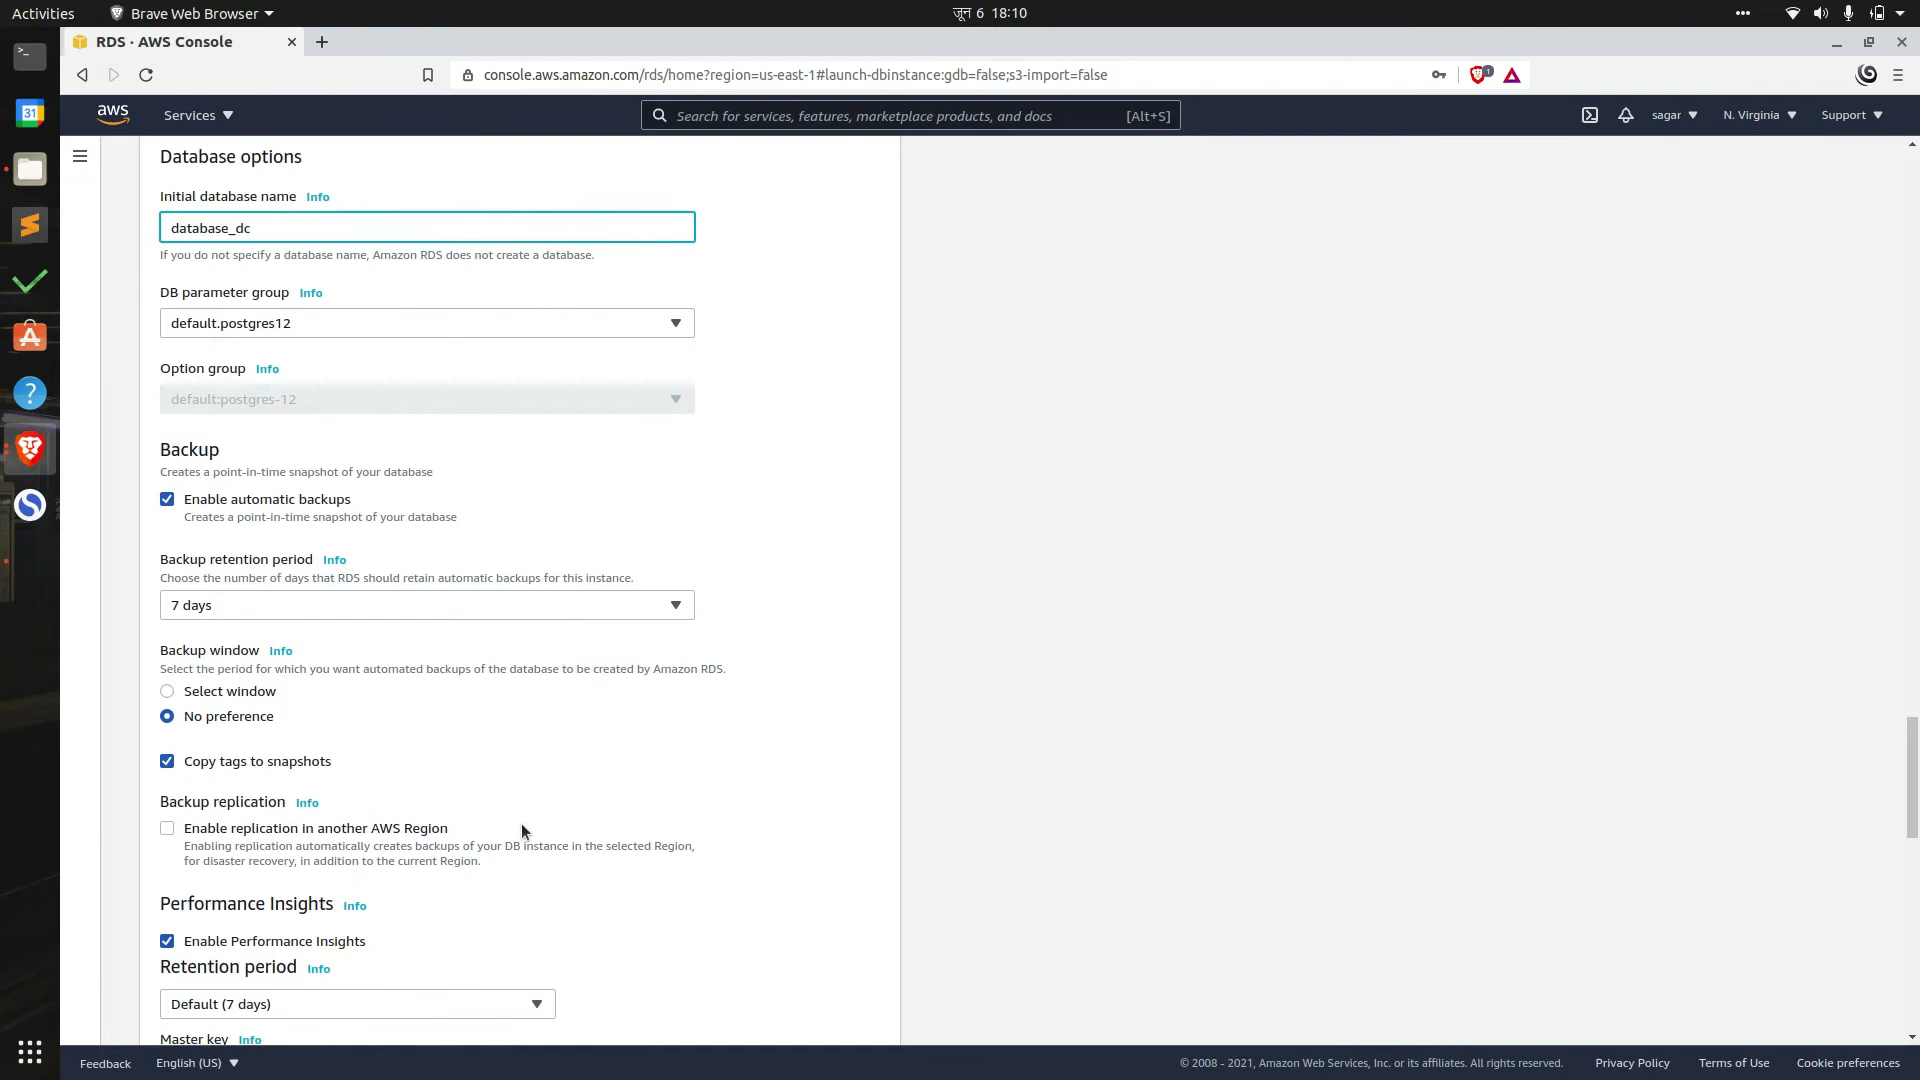 Activities
Brave Web Browser
जून 6 18:10
RDS · AWS Console
console.aws.amazon.com/rds/home?region=us-east-1#launch-dbinstance:gdb=false;s3-import=false
1
31
aws
Services
Search for services, features, marketplace products, and docs
[Alt+S]
sagar
N. Virginia
Support
Database options
Initial database name Info
database_dc
If you do not specify a database name, Amazon RDS does not create a database.
DB parameter group Info
default.postgres12
Option group Info
default:postgres-12
Backup
Creates a point-in-time snapshot of your database
Enable automatic backups
Creates a point-in-time snapshot of your database
Backup retention period Info
Choose the number of days that RDS should retain automatic backups for this instance.
7 days
Backup window Info
Select the period for which you want automated backups of the database to be created by Amazon RDS.
Select window
No preference
Copy tags to snapshots
Backup replication Info
Enable replication in another AWS Region
Enabling replication automatically creates backups of your DB instance in the selected Region,
for disaster recovery, in addition to the current Region.
Performance Insights Info
Enable Performance Insights
Retention period Info
Default (7 days)
Master key Info
Feedback
English (US)
© 2008 - 2021, Amazon Web Services, Inc. or its affiliates. All rights reserved.
Privacy Policy
Terms of Use
Cookie preferences